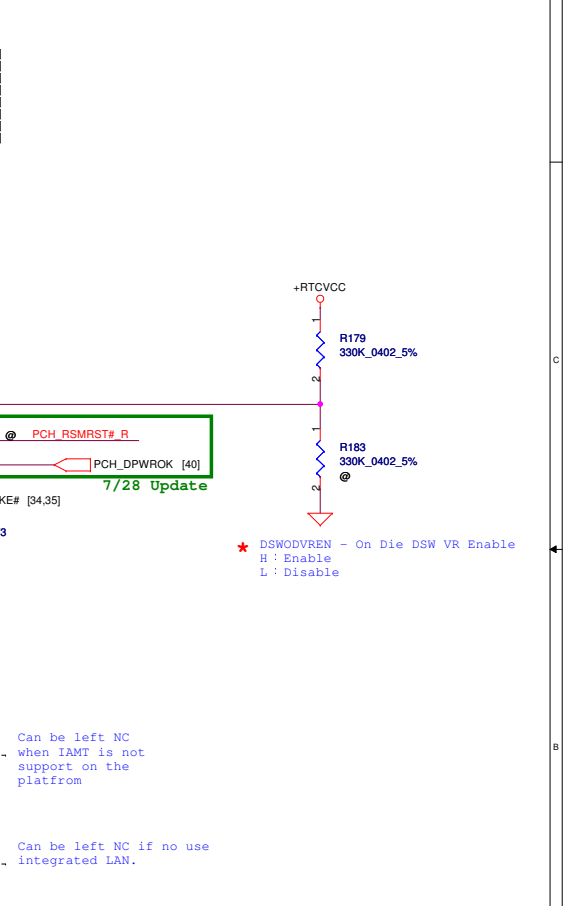 +RTCVCC
1
R179
330K_0402_5%
2
C
1
@ PCH_RSMRST#_R
R183
330K_0402_5%
@
PCH_DPWROK [40]
2
7/28 Update
KE# [34,35]
3
* DSWODVREN - On Die DSW VR Enable
H : Enable
L : Disable
Can be left NC
when IAMT is not
support on the
platfrom
B
Can be left NC if no use
integrated LAN.